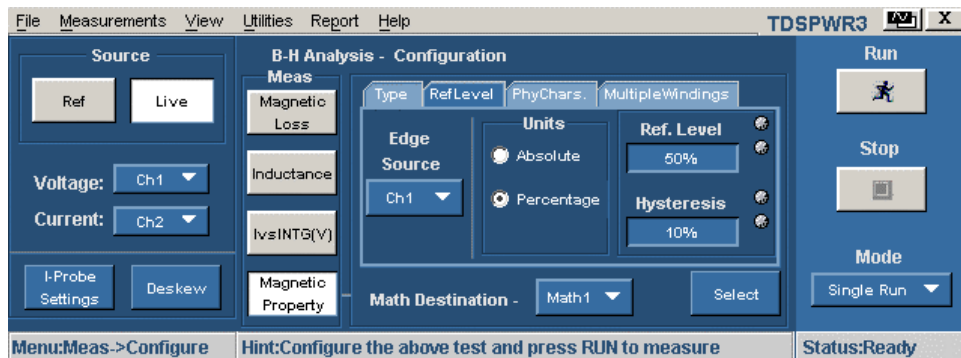 File Measurements View Utilities Report Help
TDSPWR3
X
Source
Ref
Live
Voltage:
Ch1
Current:
Ch2
I-Probe
Settings
Deskew
B-H Analysis - Configuration
Meas
Magnetic
Loss
Inductance
IvsINTG(V)
Magnetic
Property
Type
RefLevel
PhyChars.
MultipleWindings
Edge
Source
Ch1
Units
Absolute
Percentage
Ref. Level
50%
Hysteresis
10%
Math Destination -
Math1
Select
Run
Stop
Mode
Single Run
Menu:Meas->Configure
Hint:Configure the above test and press RUN to measure
Status:Ready